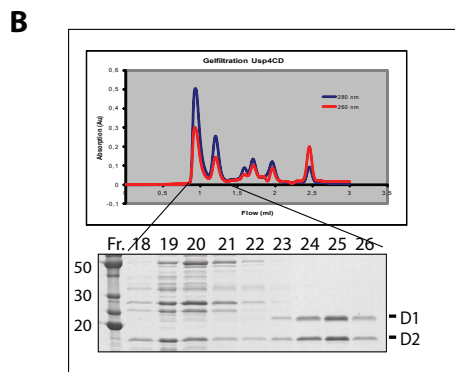 B
Gelfiltration Usp4CD
0,6
0,5
0,4
0,3
0,2
0,1
0
-0,1
Absorption (Au)
280 nm
260 nm
1
1,5
2
2,5
3
3,5
Flow (ml)
Fr. 18 19 20 21 22 23 24 25 26
50
30
20
D1
D2